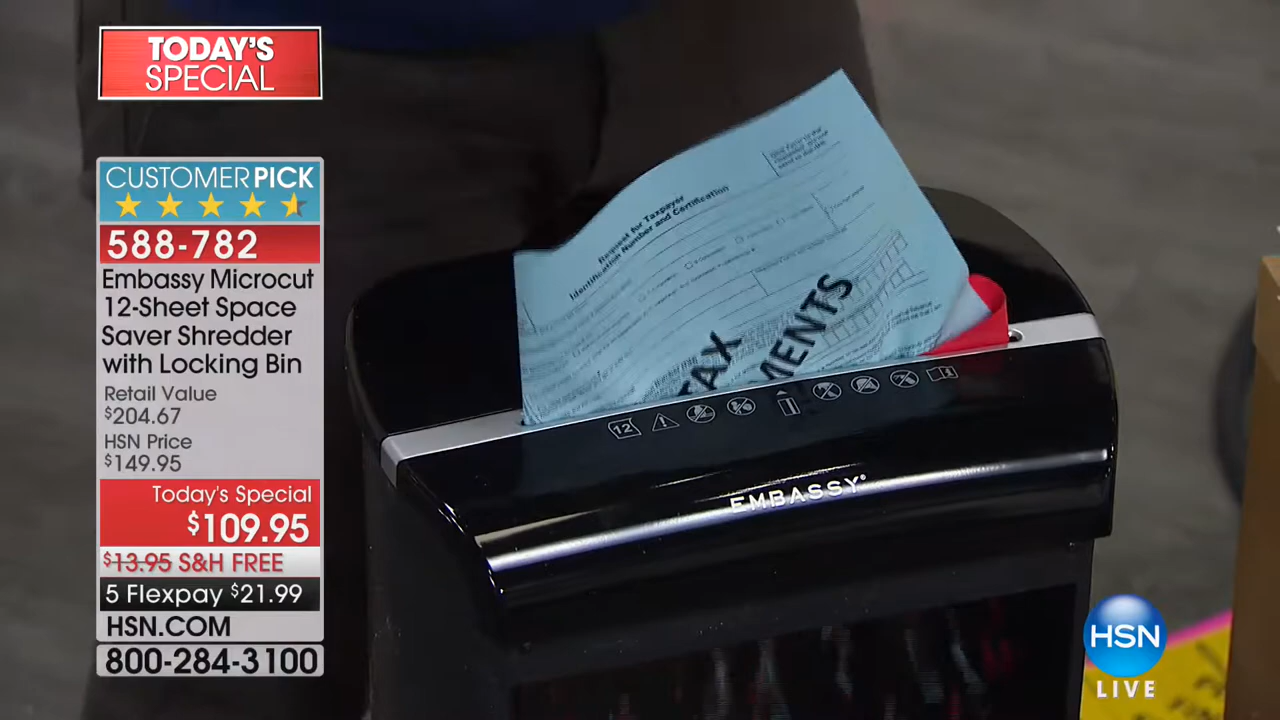 TODAY'S
SPECIAL
CUSTOMER PICK
588-782
Embassy Microcut
12-Sheet Space
Saver Shredder
with Locking Bin
Retail Value
$204.67
HSN Price
$149.95
Today's Special
$109.95
$13.95 S&H FREE
5 Flexpay $21.99
HSN.COM
800-284-3100
Request for Taxpayer
Identification Number and Certification
TAX
MENTS
12
EMBASSY®
HSN
LIVE